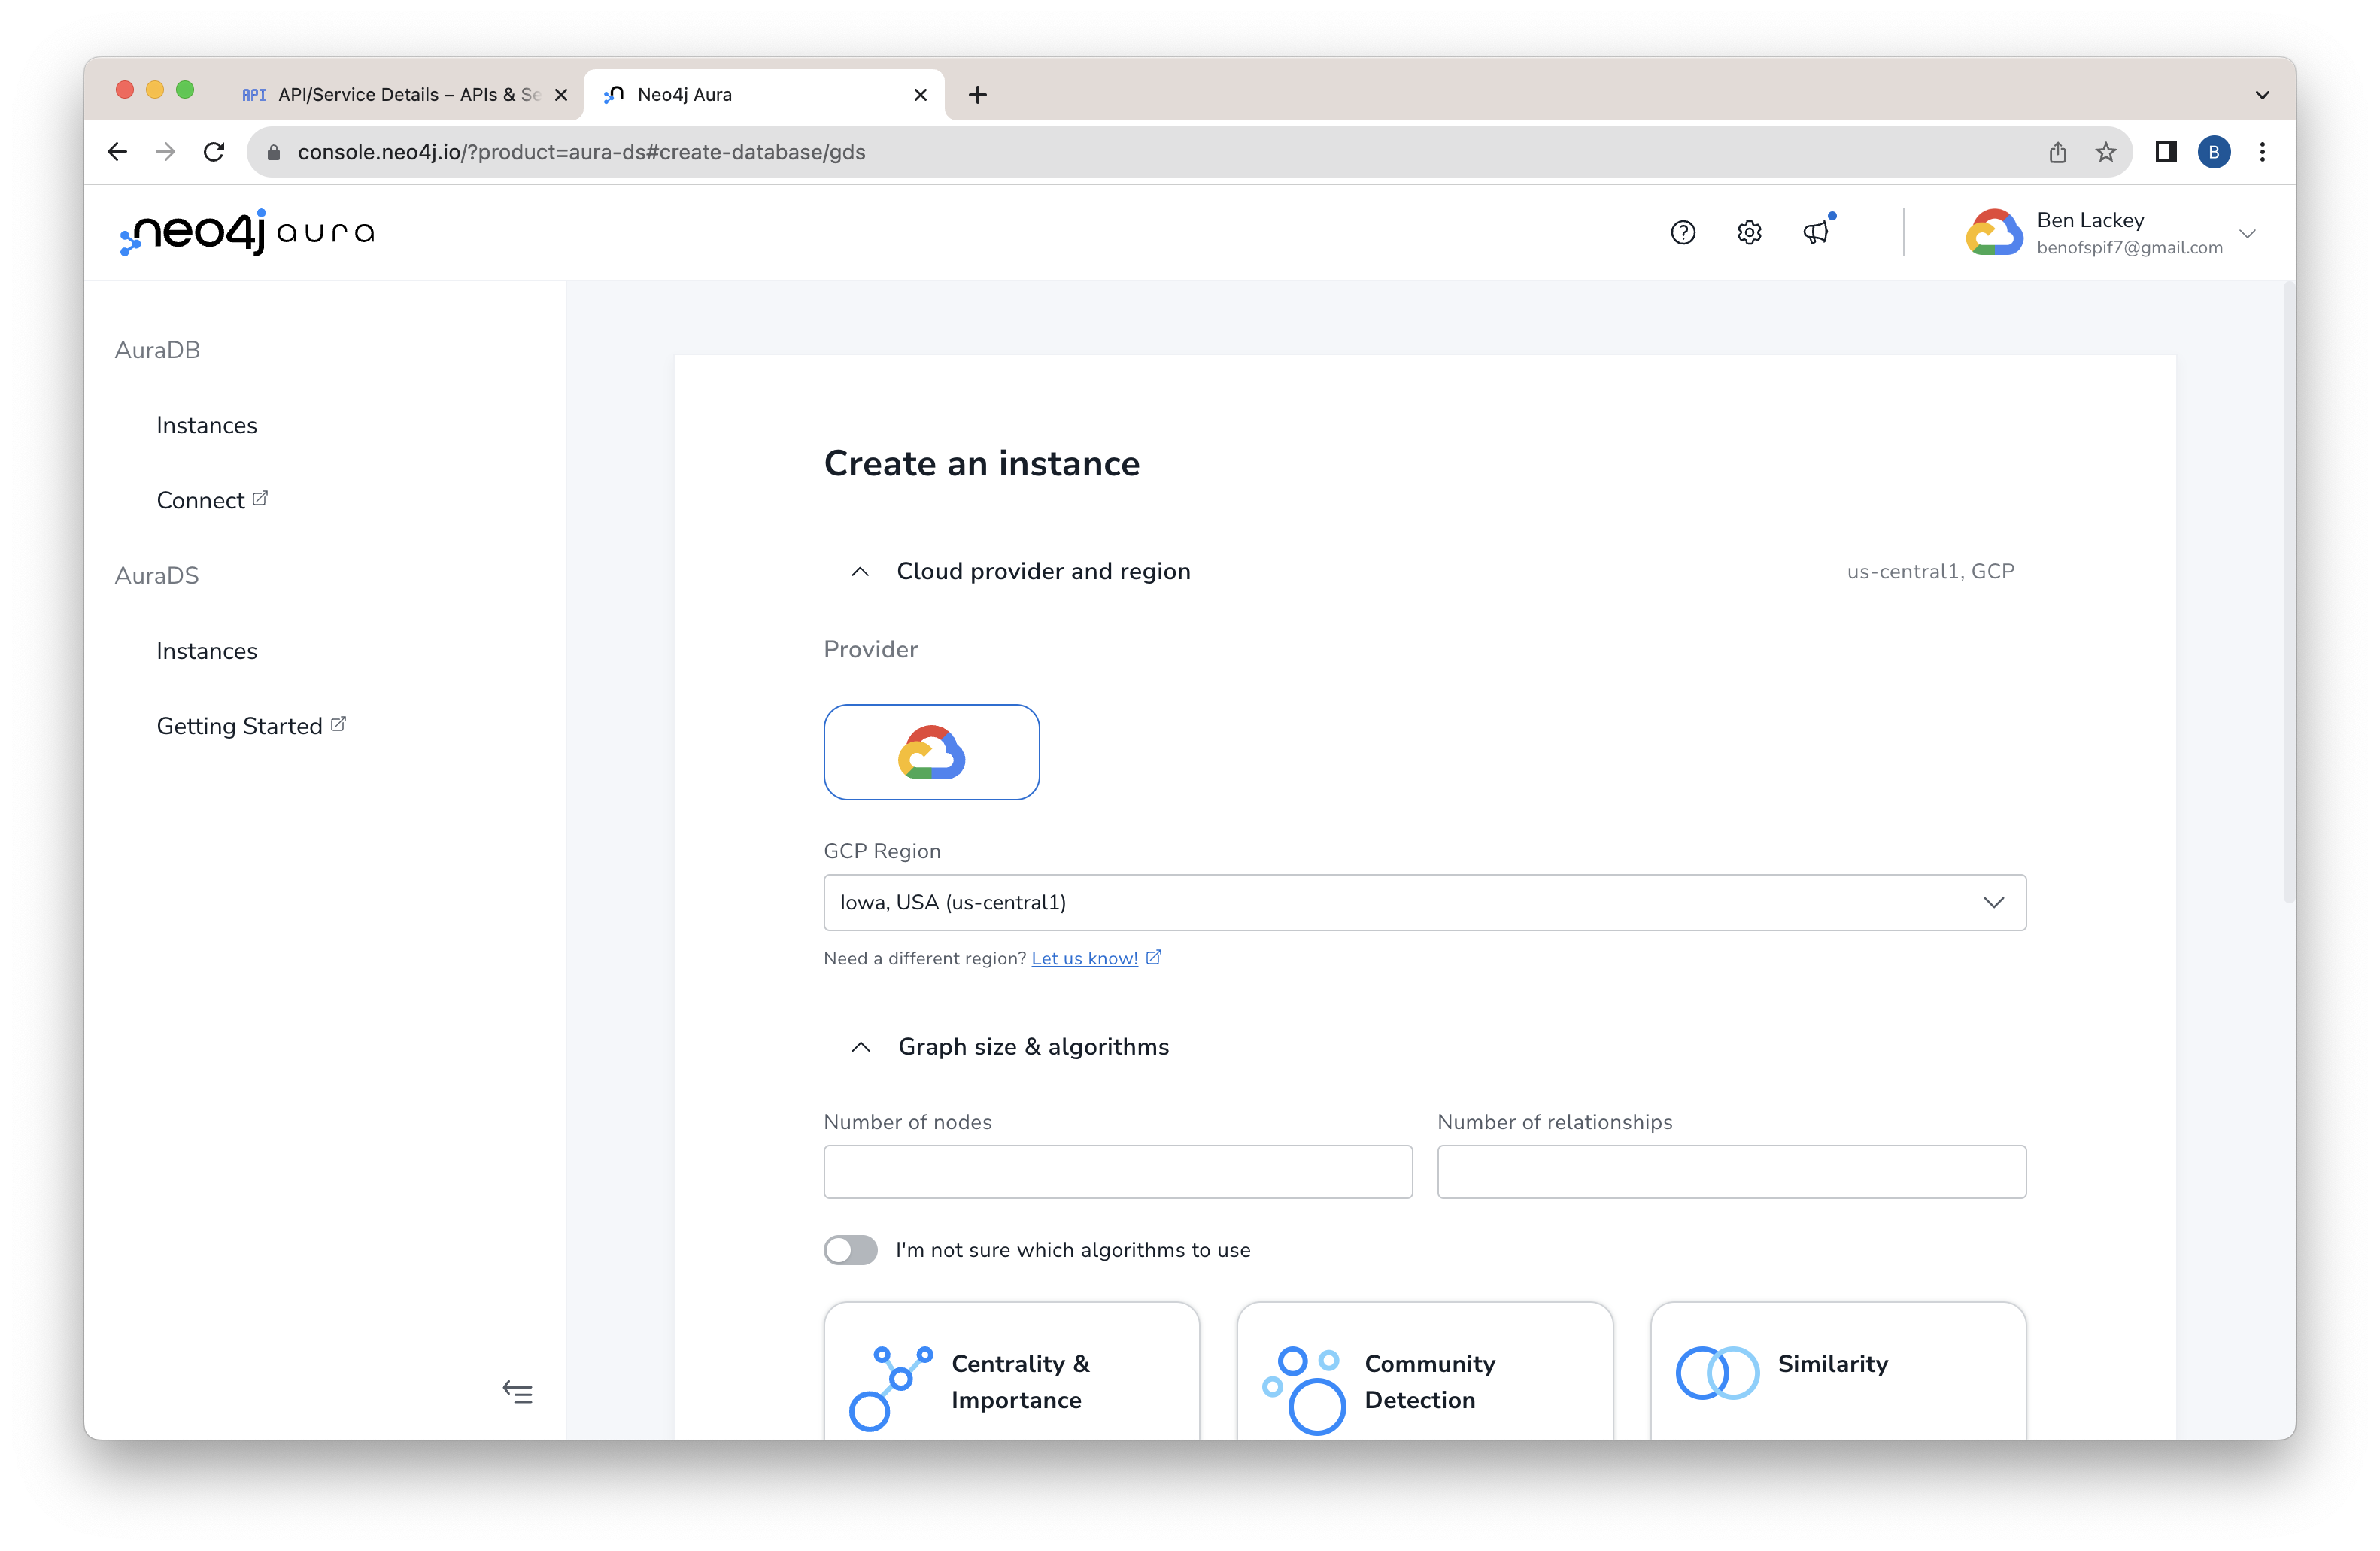 API API/Service Details – APIs & Se
Neo4j Aura
console.neo4j.io/?product=aura-ds#create-database/gds
B
neo4j aura
Ben Lackey
benofspif7@gmail.com
AuraDB
Instances
Connect
AuraDS
Instances
Getting Started
Create an instance
Cloud provider and region
us-central1, GCP
Provider
GCP Region
Iowa, USA (us-central1)
Need a different region? Let us know!
Graph size & algorithms
Number of nodes
Number of relationships
I'm not sure which algorithms to use
Centrality &
Importance
Community
Detection
Similarity